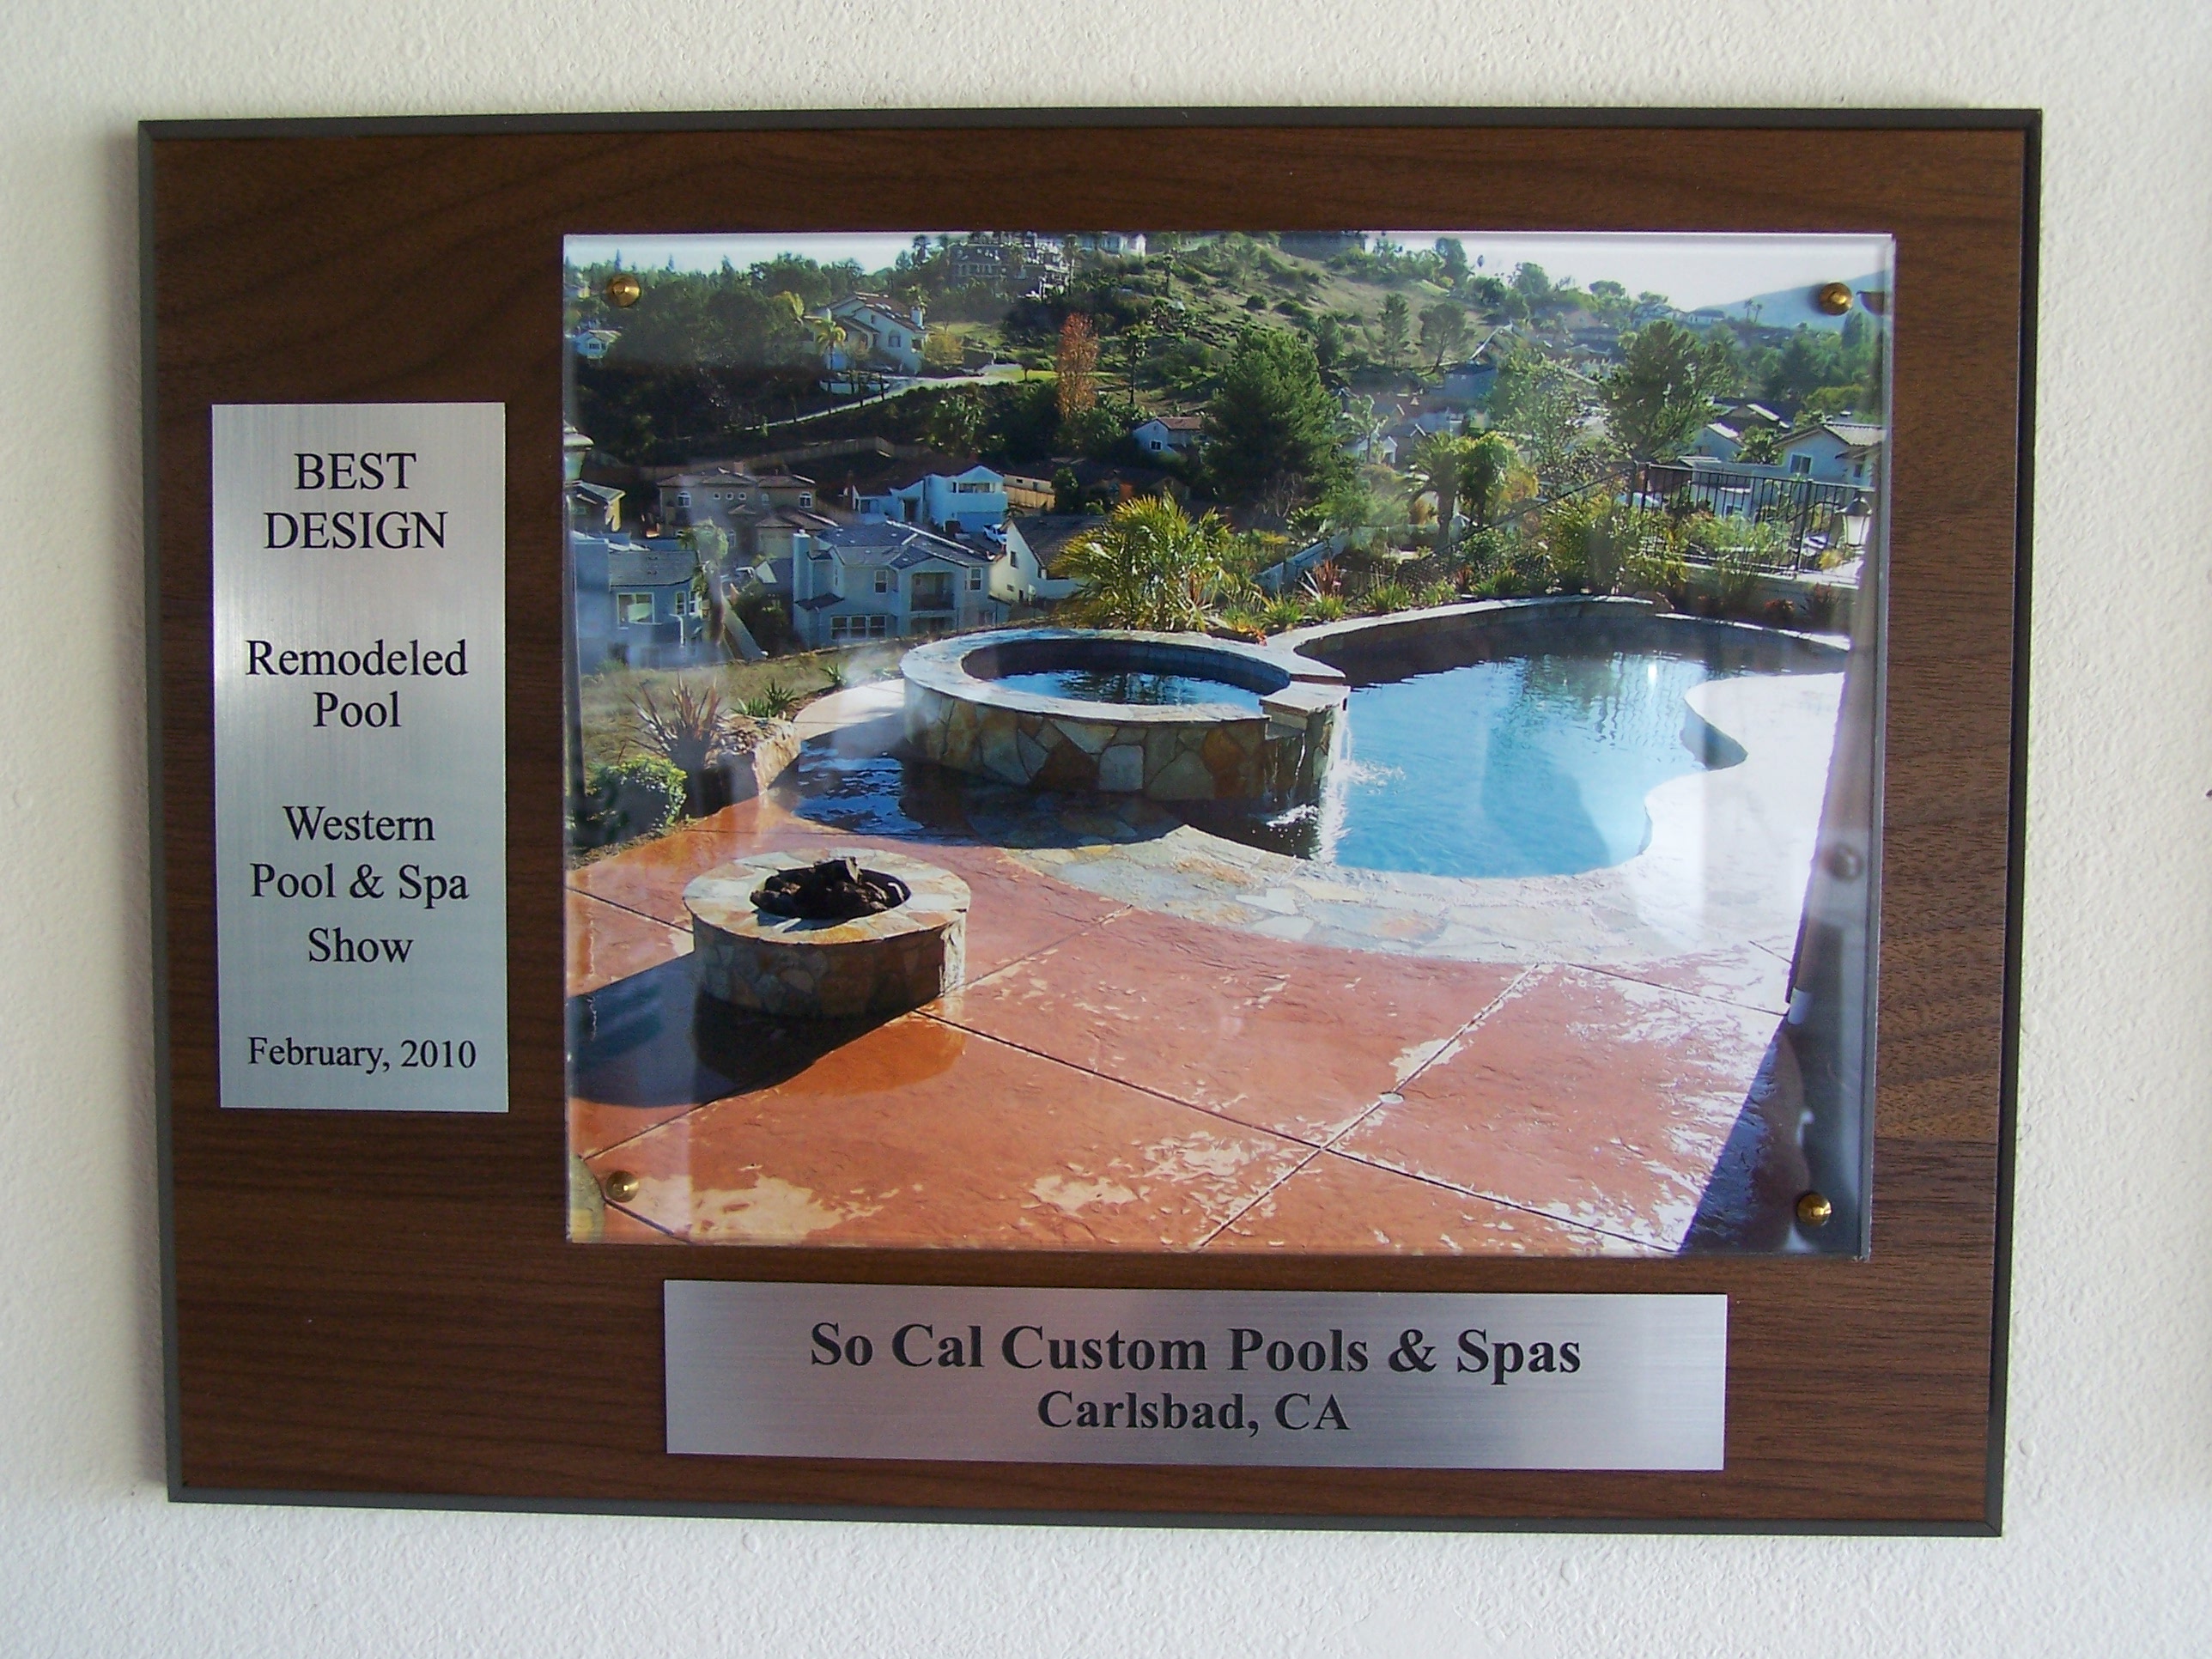 BEST
DESIGN
Remodeled
Pool
Western
Pool & Spa
Show
February, 2010
So Cal Custom Pools & Spas
Carlsbad, CA